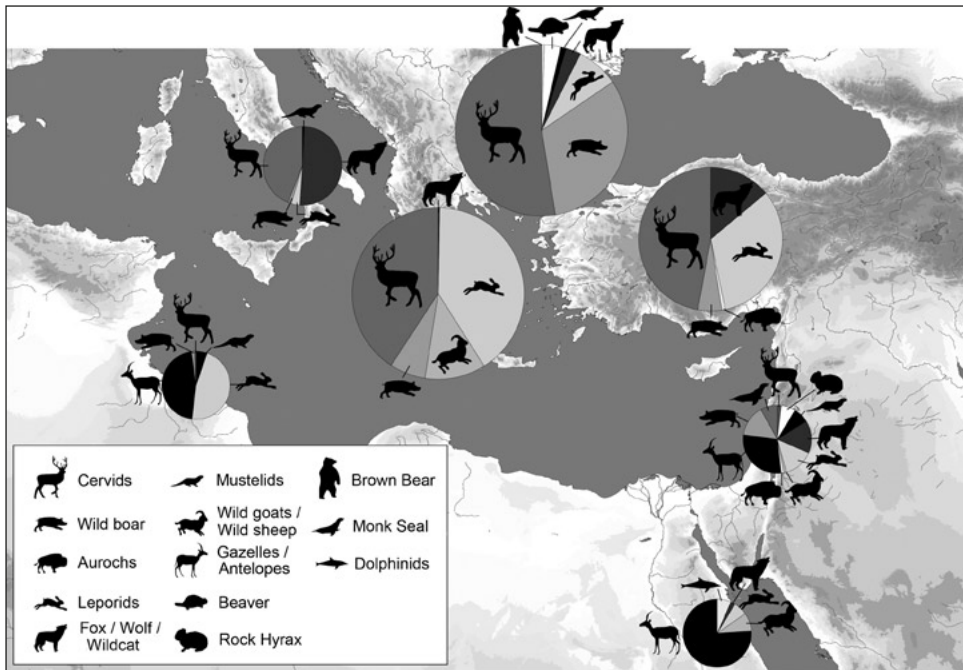 Cervids
Mustelids
Brown Bear
Wild boar
Wild goats /
Wild sheep
Monk Seal
Aurochs
Gazelles /
Antelopes
Dolphinids
Leporids
Beaver
Fox / Wolf /
Wildcat
Rock Hyrax